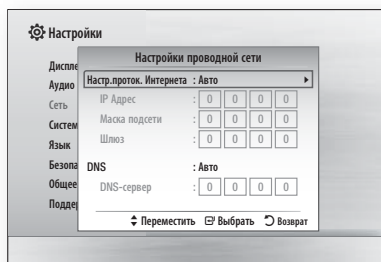 Настройки
Настройки проводной сети
Диспле
Аудио
Сеть
Систем
Язык
Безопа
Общее
Поддер
Настр.проток. Интернета : Авто
IP Адрес : 0 0 0 0
Маска подсети : 0 0 0 0
Шлюз : 0 0 0 0
DNS : Авто
DNS-сервер : 0 0 0 0
Переместить Выбрать Возврат